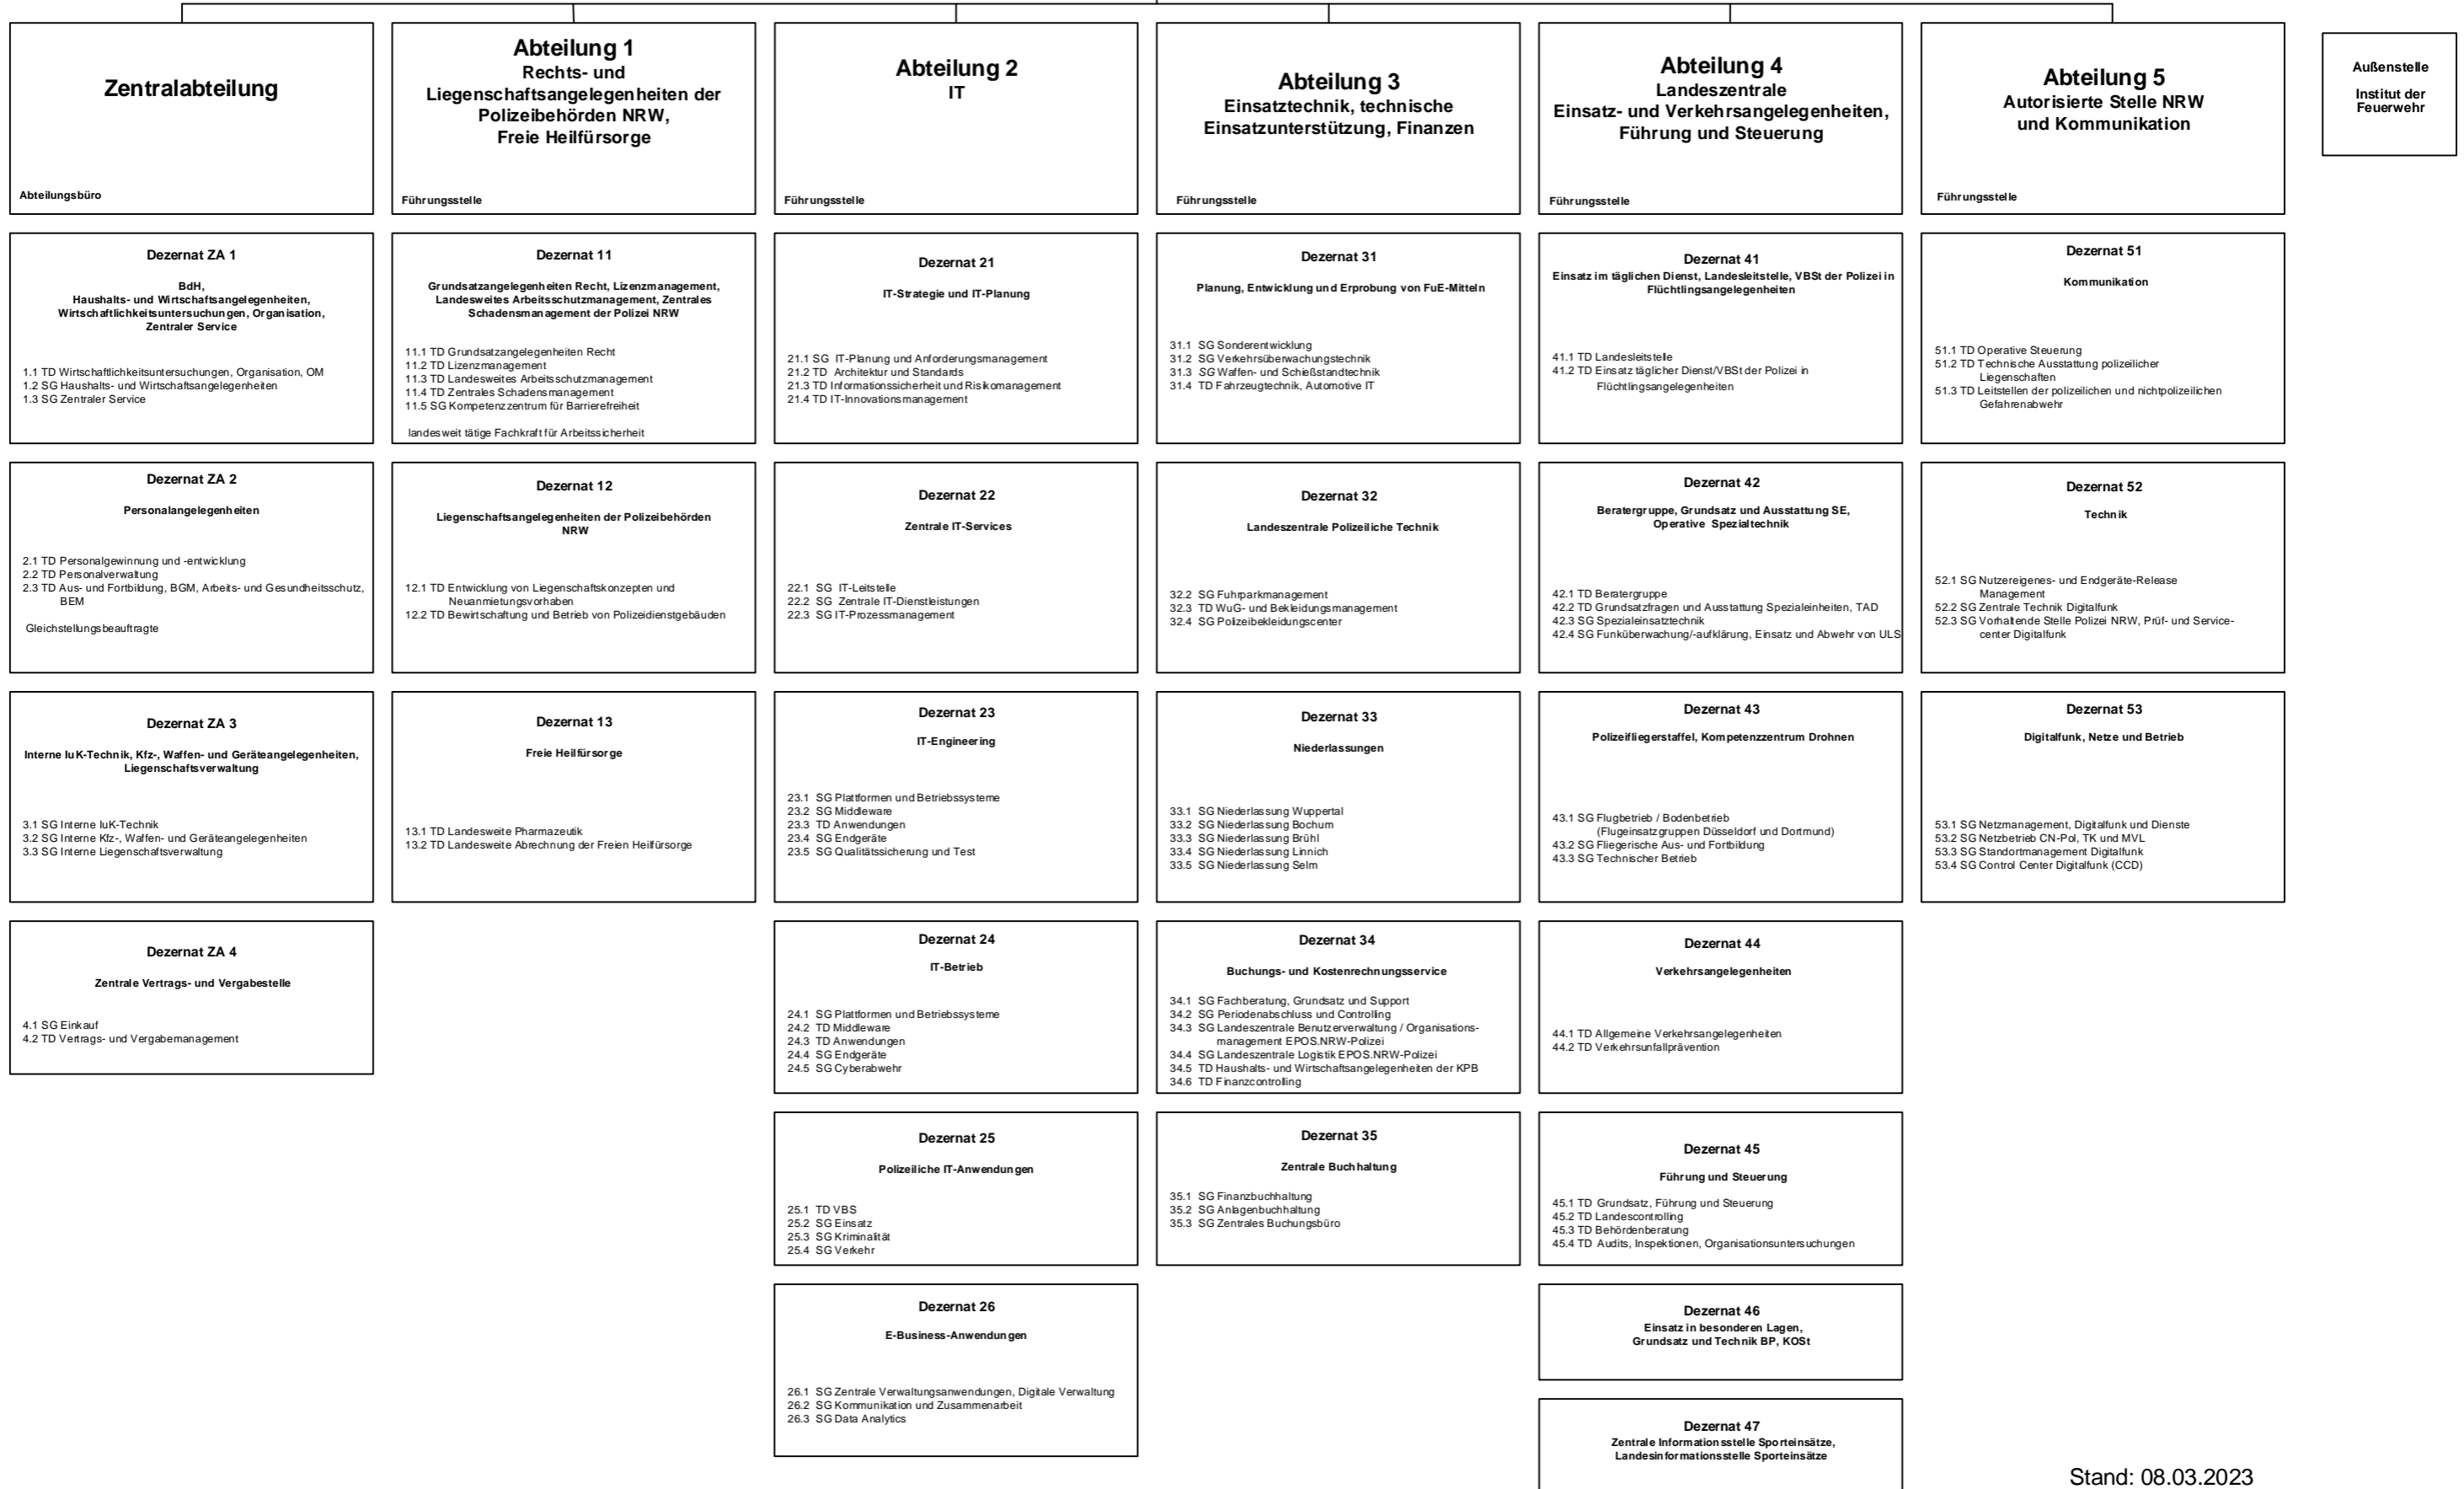 Zentralabteilung
Abteilungsbüro
Abteilung 1
Rechts- und
Liegenschaftsangelegenheiten der
Polizeibehörden NRW,
Freie Heilfürsorge
Führungsstelle
Abteilung 2
IT
Führungsstelle
Abteilung 3
Einsatztechnik, technische
Einsatzunterstützung, Finanzen
Führungsstelle
Abteilung 4
Landeszentrale
Einsatz- und Verkehrsangelegenheiten,
Führung und Steuerung
Führungsstelle
Abteilung 5
Autorisierte Stelle NRW
und Kommunikation
Führungsstelle
Außenstelle
Institut der
Feuerwehr
Dezernat ZA 1
BdH,
Haushalts- und Wirtschaftsangelegenheiten,
Wirtschaftlichkeitsuntersuchungen, Organisation,
Zentraler Service
1.1 TD Wirtschaftlichkeitsuntersuchungen, Organisation, OM
1.2 SG Haushalts- und Wirtschaftsangelegenheiten
1.3 SG Zentraler Service
Dezernat 11
Grundsatzangelegenheiten Recht, Lizenzmanagement,
Landesweites Arbeitsschutzmanagement, Zentrales
Schadensmanagement der Polizei NRW
11.1 TD Grundsatzangelegenheiten Recht
11.2 TD Lizenzmanagement
11.3 TD Landesweites Arbeitsschutzmanagement
11.4 TD Zentrales Schadensmanagement
11.5 SG Kompetenzzentrum für Barrierefreiheit
landesweit tätige Fachkraft für Arbeitssicherheit
Dezernat 21
IT-Strategie und IT-Planung
21.1 SG IT-Planung und Anforderungsmanagement
21.2 TD Architektur und Standards
21.3 TD Informationssicherheit und Risikomanagement
21.4 TD IT-Innovationsmanagement
Dezernat 31
Planung, Entwicklung und Erprobung von FuE-Mitteln
31.1 SG Sonderentwicklung
31.2 SG Verkehrsüberwachungstechnik
31.3 SG Waffen- und Schießstandtechnik
31.4 TD Fahrzeugtechnik, Automotive IT
Dezernat 41
Einsatz im täglichen Dienst, Landesleitstelle, VBSt der Polizei in
Flüchtlingsangelegenheiten
41.1 TD Landesleitstelle
41.2 TD Einsatz täglicher Dienst/VBSt der Polizei in
Flüchtlingsangelegenheiten
Dezernat 51
Kommunikation
51.1 TD Operative Steuerung
51.2 TD Technische Ausstattung polizeilicher
Liegenschaften
51.3 TD Leitstellen der polizeilichen und nichtpolizeilichen
Gefahrenabwehr
Dezernat ZA 2
Personalangelegenheiten
2.1 TD Personalgewinnung und -entwicklung
2.2 TD Personalverwaltung
2.3 TD Aus- und Fortbildung, BGM, Arbeits- und Gesundheitsschutz,
BEM
Gleichstellungsbeauftragte
Dezernat 12
Liegenschaftsangelegenheiten der Polizeibehörden
NRW
12.1 TD Entwicklung von Liegenschaftskonzepten und
Neuanmietungsvorhaben
12.2 TD Bewirtschaftung und Betrieb von Polizeidienstgebäuden
Dezernat 22
Zentrale IT-Services
22.1 SG IT-Leitstelle
22.2 SG Zentrale IT-Dienstleistungen
22.3 SG IT-Prozessmanagement
Dezernat 32
Landeszentrale Polizeiliche Technik
32.2 SG Fuhrparkmanagement
32.3 TD WuG- und Bekleidungsmanagement
32.4 SG Polizeibekleidungscenter
Dezernat 42
Beratergruppe, Grundsatz und Ausstattung SE,
Operative Spezialtechnik
42.1 TD Beratergruppe
42.2 TD Grundsatzfragen und Ausstattung Spezialeinheiten, TAD
42.3 SG Spezialeinsatztechnik
42.4 SG Funküberwachung/-aufklärung, Einsatz und Abwehr von ULS
Dezernat 52
Technik
52.1 SG Nutzereigenes- und Endgeräte-Release
Management
52.2 SG Zentrale Technik Digitalfunk
52.3 SG Vorhaltende Stelle Polizei NRW, Prüf- und Service-
center Digitalfunk
Dezernat ZA 3
Interne IuK-Technik, Kfz-, Waffen- und Geräteangelegenheiten,
Liegenschaftsverwaltung
3.1 SG Interne IuK-Technik
3.2 SG Interne Kfz-, Waffen- und Geräteangelegenheiten
3.3 SG Interne Liegenschaftsverwaltung
Dezernat 13
Freie Heilfürsorge
13.1 TD Landesweite Pharmazeutik
13.2 TD Landesweite Abrechnung der Freien Heilfürsorge
Dezernat 23
IT-Engineering
23.1 SG Plattformen und Betriebssysteme
23.2 SG Middleware
23.3 TD Anwendungen
23.4 SG Endgeräte
23.5 SG Qualitätssicherung und Test
Dezernat 33
Niederlassungen
33.1 SG Niederlassung Wuppertal
33.2 SG Niederlassung Bochum
33.3 SG Niederlassung Brühl
33.4 SG Niederlassung Linnich
33.5 SG Niederlassung Selm
Dezernat 43
Polizeifliegerstaffel, Kompetenzzentrum Drohnen
43.1 SG Flugbetrieb / Bodenbetrieb
(Flugeinsatzgruppen Düsseldorf und Dortmund)
43.2 SG Fliegerische Aus- und Fortbildung
43.3 SG Technischer Betrieb
Dezernat 53
Digitalfunk, Netze und Betrieb
53.1 SG Netzmanagement, Digitalfunk und Dienste
53.2 SG Netzbetrieb CN-Pol, TK und MVL
53.3 SG Standortmanagement Digitalfunk
53.4 SG Control Center Digitalfunk (CCD)
Dezernat ZA 4
Zentrale Vertrags- und Vergabestelle
4.1 SG Einkauf
4.2 TD Vertrags- und Vergabemanagement
Dezernat 24
IT-Betrieb
24.1 SG Plattformen und Betriebssysteme
24.2 TD Middleware
24.3 TD Anwendungen
24.4 SG Endgeräte
24.5 SG Cyberabwehr
Dezernat 34
Buchungs- und Kostenrechnungsservice
34.1 SG Fachberatung, Grundsatz und Support
34.2 SG Periodenabschluss und Controlling
34.3 SG Landeszentrale Benutzerverwaltung / Organisations-
management EPOS.NRW-Polizei
34.4 SG Landeszentrale Logistik EPOS.NRW-Polizei
34.5 TD Haushalts- und Wirtschaftsangelegenheiten der KPB
34.6 TD Finanzcontrolling
Dezernat 44
Verkehrsangelegenheiten
44.1 TD Allgemeine Verkehrsangelegenheiten
44.2 TD Verkehrsunfallprävention
Dezernat 25
Polizeiliche IT-Anwendungen
25.1 TD VBS
25.2 SG Einsatz
25.3 SG Kriminalität
25.4 SG Verkehr
Dezernat 35
Zentrale Buchhaltung
35.1 SG Finanzbuchhaltung
35.2 SG Anlagenbuchhaltung
35.3 SG Zentrales Buchungsbüro
Dezernat 45
Führung und Steuerung
45.1 TD Grundsatz, Führung und Steuerung
45.2 TD Landescontrolling
45.3 TD Behördenberatung
45.4 TD Audits, Inspektionen, Organisationsuntersuchungen
Dezernat 26
E-Business-Anwendungen
26.1 SG Zentrale Verwaltungsanwendungen, Digitale Verwaltung
26.2 SG Kommunikation und Zusammenarbeit
26.3 SG Data Analytics
Dezernat 46
Einsatz in besonderen Lagen,
Grundsatz und Technik BP, KOSt
Dezernat 47
Zentrale Informationsstelle Sporteinsätze,
Landesinformationsstelle Sporteinsätze
Stand: 08.03.2023